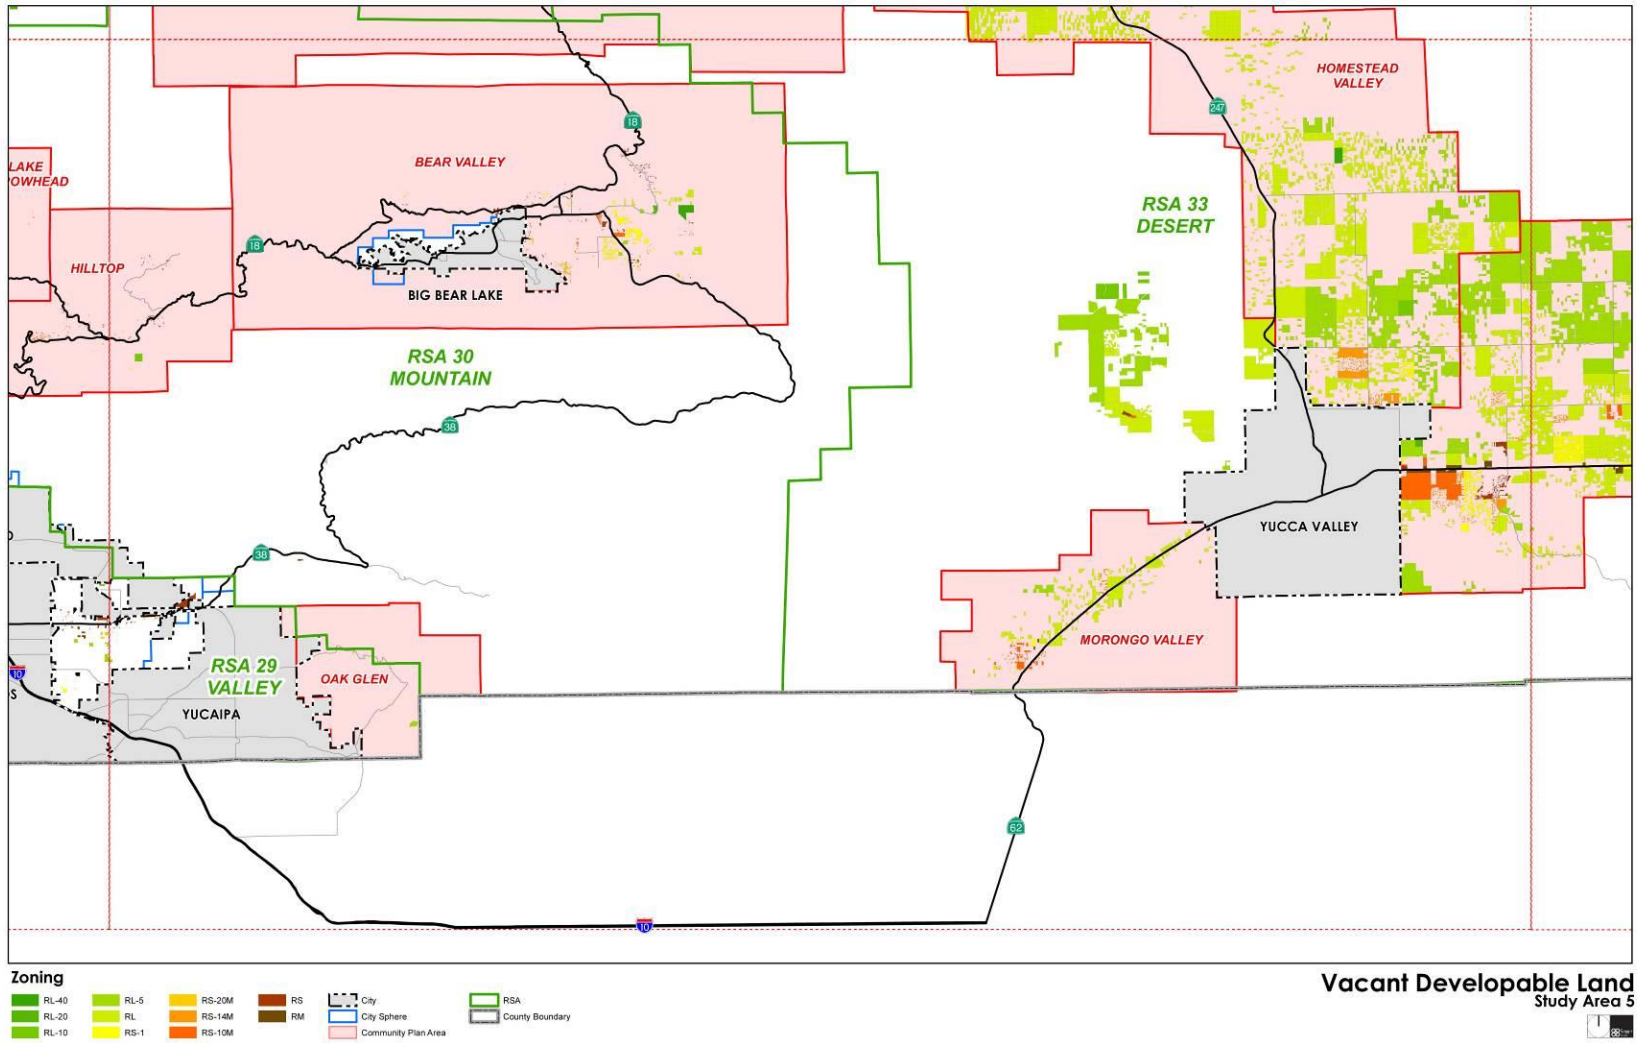 HOMESTEAD
VALLEY
247
18
BEAR VALLEY
LAKE
OWHEAD
RSA 33
DESERT
18
HILLTOP
BIG BEAR LAKE
RSA 30
MOUNTAIN
38
YUCCA VALLEY
38
MORONGO VALLEY
RSA 29
VALLEY
OAK GLEN
10
S
YUCAIPA
62
10
Zoning
RL-40
RL-20
RL-10
RL-5
RL
RS-1
RS-20M
RS-14M
RS-10M
RS
RM
City
City Sphere
Community Plan Area
RSA
County Boundary
Vacant Developable Land
Study Area 5